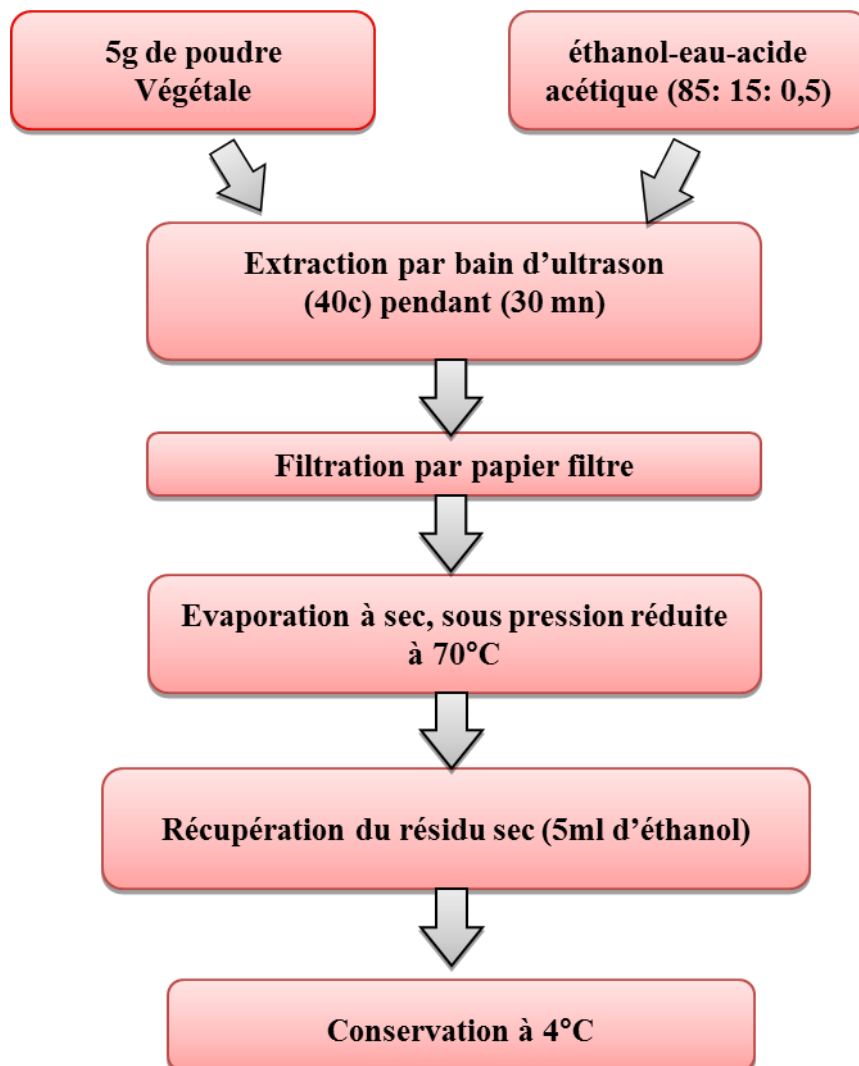 5g de poudre
Végétale
éthanol-eau-acide
acétique (85: 15: 0,5)
Extraction par bain d’ultrason
(40c) pendant (30 mn)
Filtration par papier filtre
Evaporation à sec, sous pression réduite
à 70°C
Récupération du résidu sec (5ml d’éthanol)
Conservation à 4°C